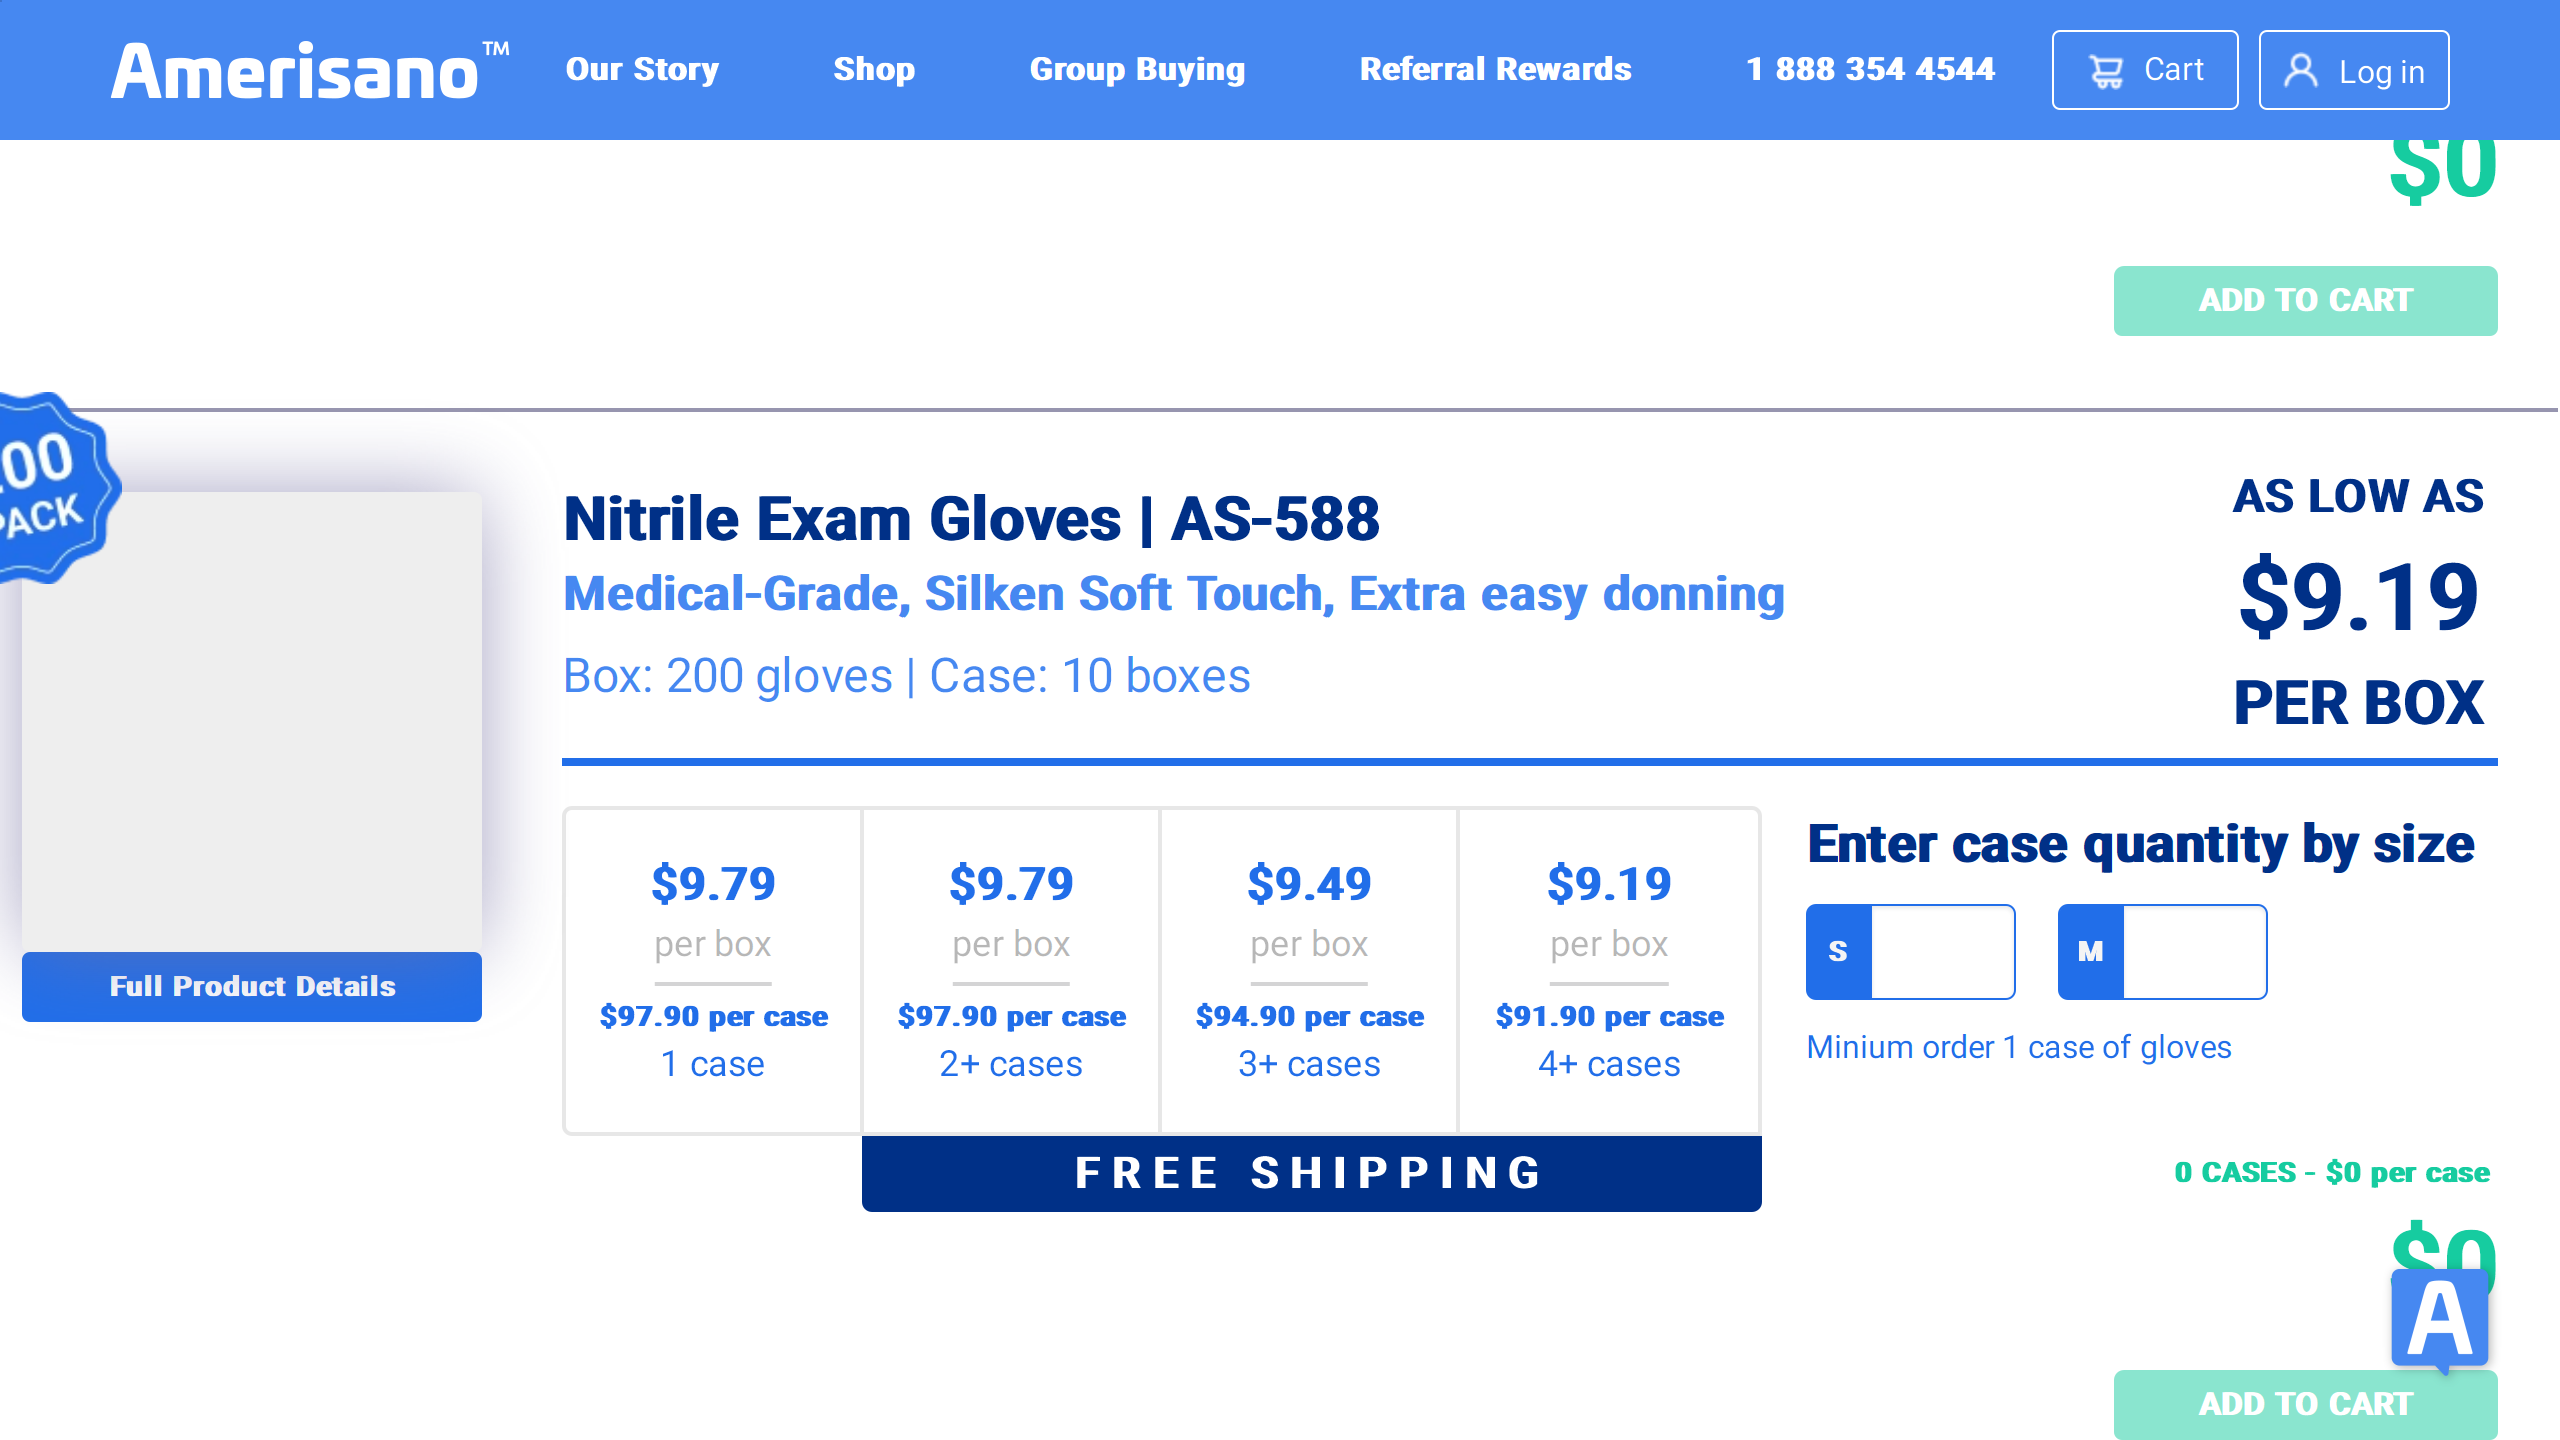 Amerisano™
Our Story
Shop
Group Buying
Referral Rewards
1 888 354 4544
Cart
Log in
$0
ADD TO CART
00
PACK
Nitrile Exam Gloves | AS-588
Medical-Grade, Silken Soft Touch, Extra easy donning
Box: 200 gloves | Case: 10 boxes
AS LOW AS
$9.19
PER BOX
Full Product Details
$9.79
per box
$97.90 per case
1 case
$9.79
per box
$97.90 per case
2+ cases
$9.49
per box
$94.90 per case
3+ cases
$9.19
per box
$91.90 per case
4+ cases
FREE SHIPPING
Enter case quantity by size
S
M
Minium order 1 case of gloves
0 CASES - $0 per case
$0
A
ADD TO CART